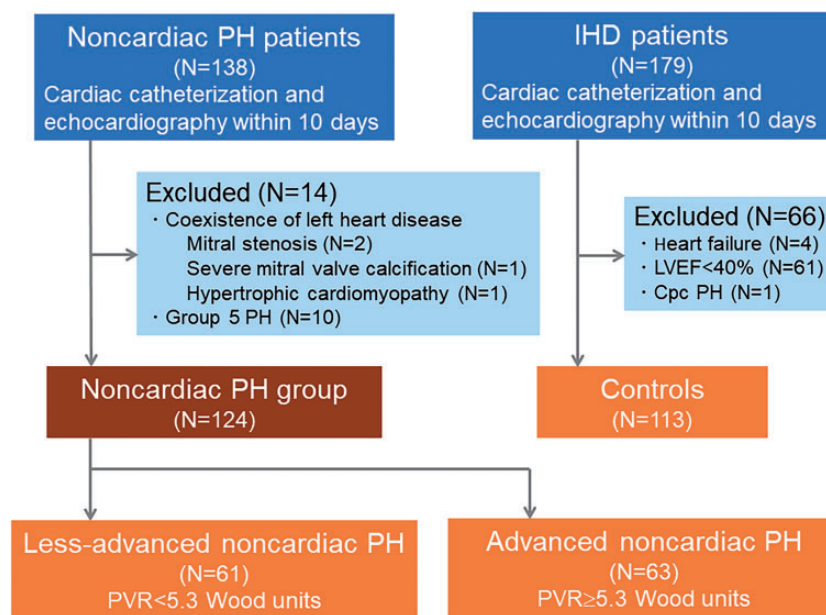 Noncardiac PH patients
(N=138)
Cardiac catheterization and
echocardiography within 10 days
IHD patients
(N=179)
Cardiac catheterization and
echocardiography within 10 days
Excluded (N=14)
・Coexistence of left heart disease
Mitral stenosis (N=2)
Severe mitral valve calcification (N=1)
Hypertrophic cardiomyopathy (N=1)
・Group 5 PH (N=10)
Excluded (N=66)
・Heart failure (N=4)
・LVEF<40% (N=61)
・Cpc PH (N=1)
Noncardiac PH group
(N=124)
Controls
(N=113)
Less-advanced noncardiac PH
(N=61)
PVR<5.3 Wood units
Advanced noncardiac PH
(N=63)
PVR≥5.3 Wood units